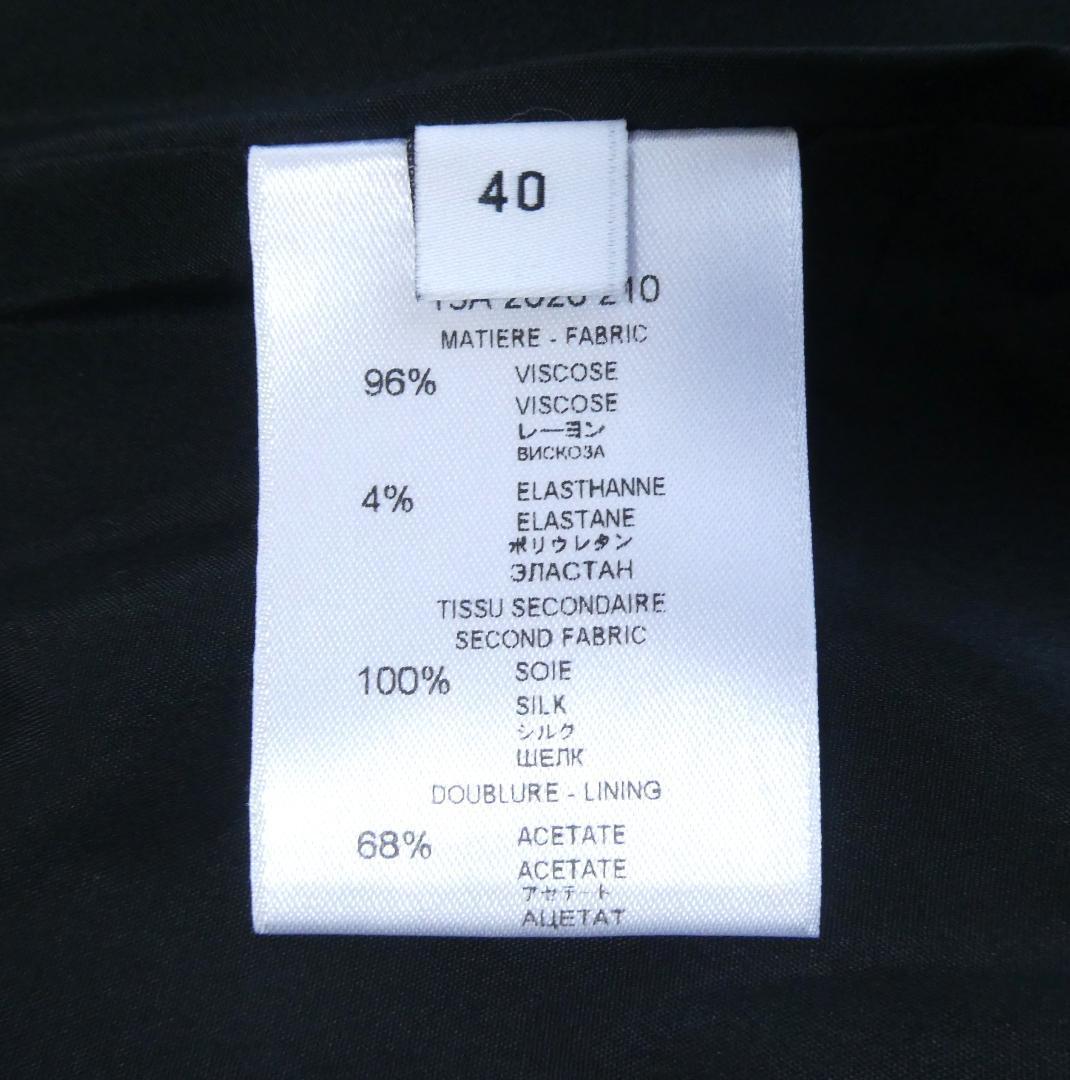 40
210
MATIERE - FABRIC
96% VISCOSE
VISCOSE
レーヨン
ВИСКОЗА
4% ELASTHANNE
ELASTANE
ポリウレタン
ЭЛАСТАН
TISSU SECONDAIRE
SECOND FABRIC
100% SOIE
SILK
シルク
ШЕЛК
DOUBLURE - LINING
68% ACETATE
ACETATE
アセテート
АЦЕТАТ